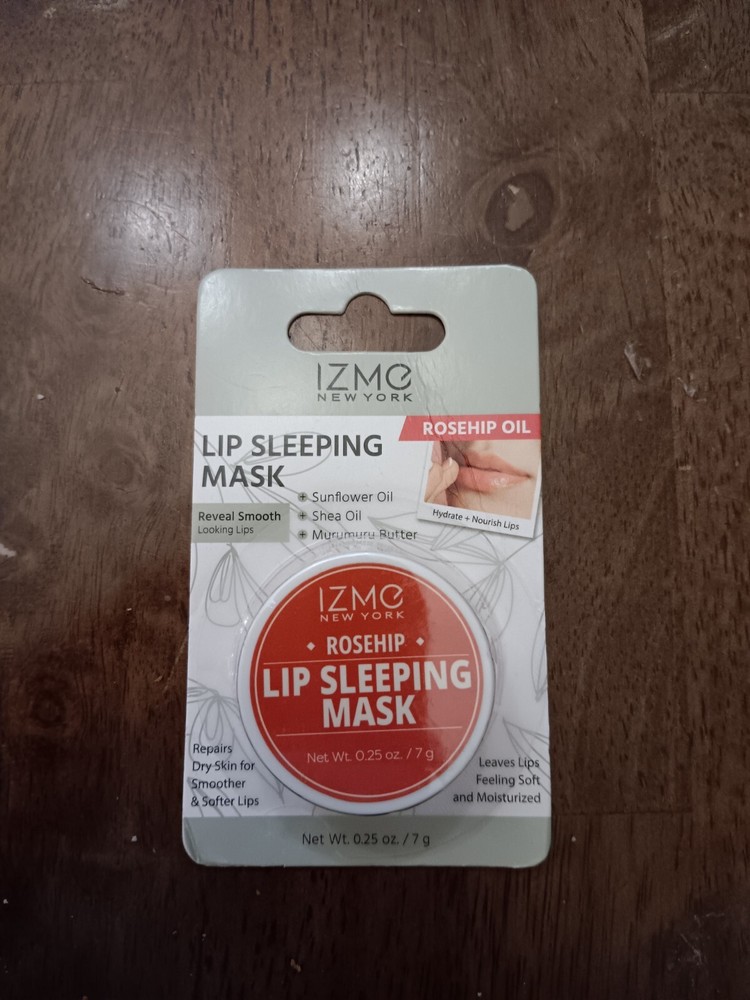 IZMe
NEW YORK
ROSEHIP OIL
LIP SLEEPING
MASK
Sunflower Oil
Shea Oil
Murumuru Butter
Reveal Smooth
Looking Lips
Hydrate + Nourish Lips
IZMe
NEW YORK
ROSEHIP
LIP SLEEPING
MASK
Net Wt. 0.25 oz. / 7 g
Repairs
Dry Skin for
Smoother
& Softer Lips
Leaves Lips
Feeling Soft
and Moisturized
Net Wt. 0.25 oz. / 7 g